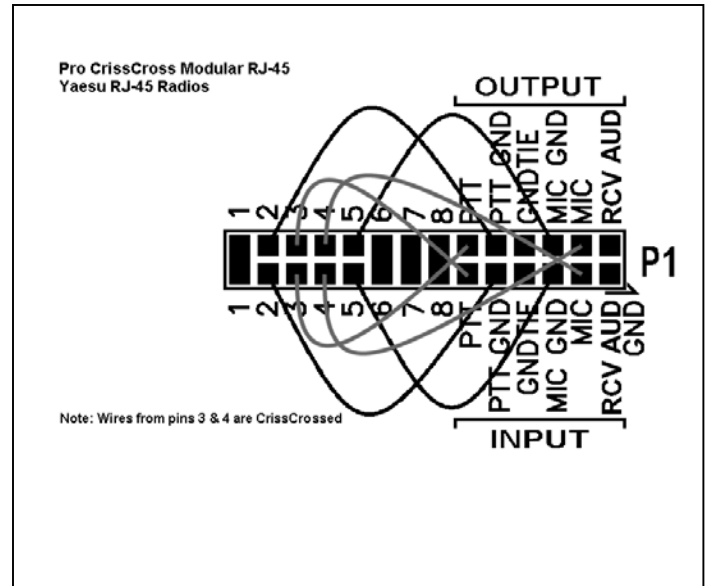 Pro CrissCross Modular RJ-45
Yaesu RJ-45 Radios
OUTPUT
1 2 3 4 5 6 7 8 PTT PTT GND GNDTIE MIC GND MIC RCV AUD
P1
1 2 3 4 5 6 7 8 PTT PTT GND GNDTIE MIC GND MIC RCV AUD GND
Note: Wires from pins 3 & 4 are CrissCrossed
INPUT